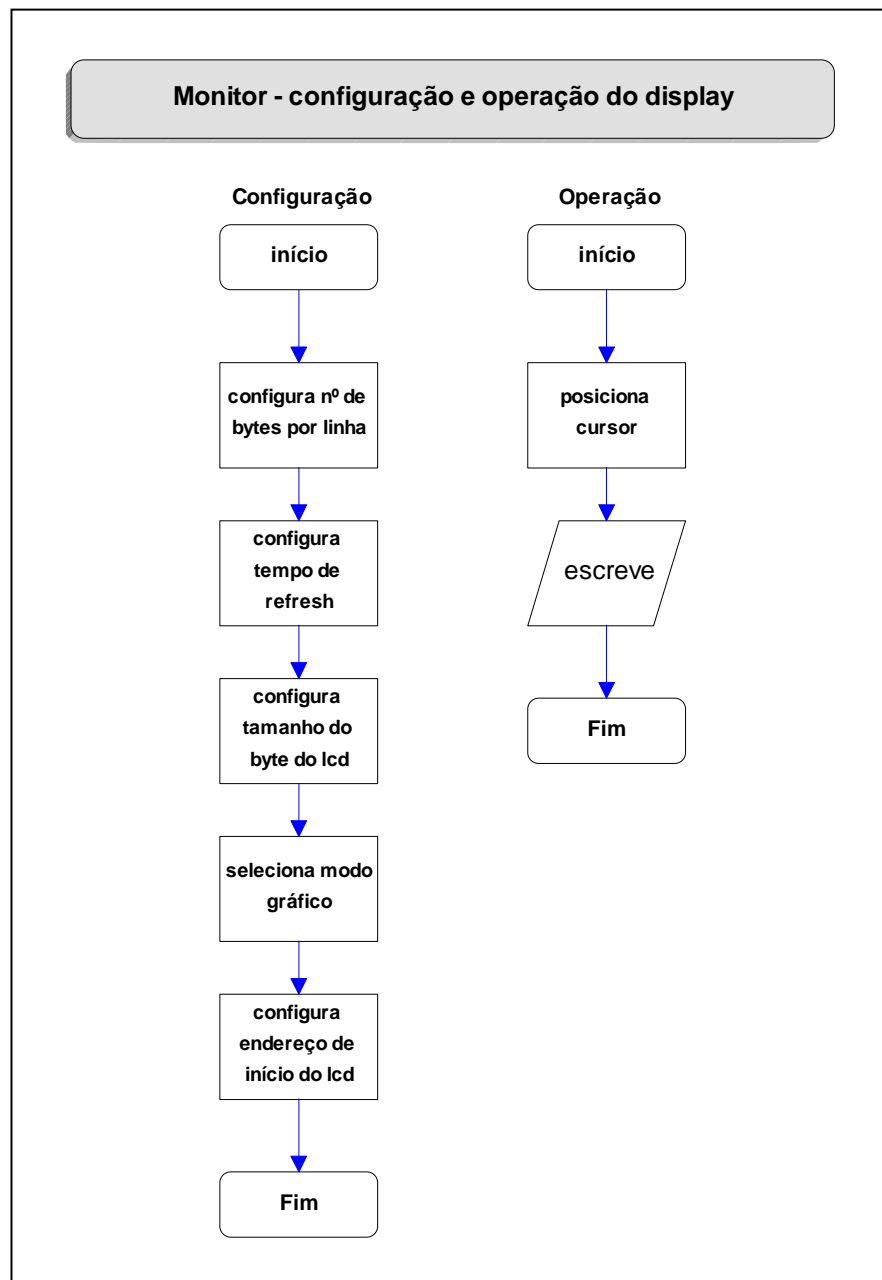 Monitor - configuração e operação do display
Configuração
início
configura nº de
bytes por linha
configura
tempo de
refresh
configura
tamanho do
byte do lcd
seleciona modo
gráfico
configura
endereço de
início do lcd
Fim
Operação
início
posiciona
cursor
escreve
Fim